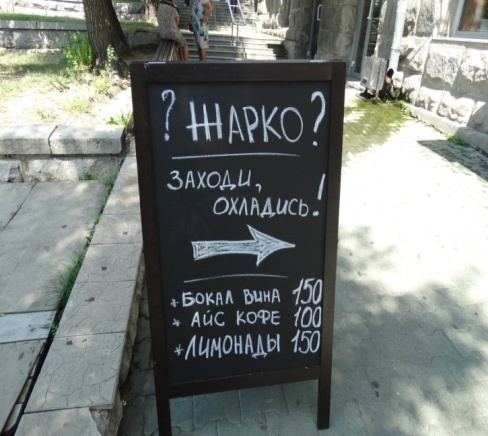 ? ЖАРКО?
ЗАХОДИ,
ОХЛАДИСЬ!
* БОКАЛ ВИНА 150
* АЙС КОФЕ 100
* ЛИМОНАДЫ 150